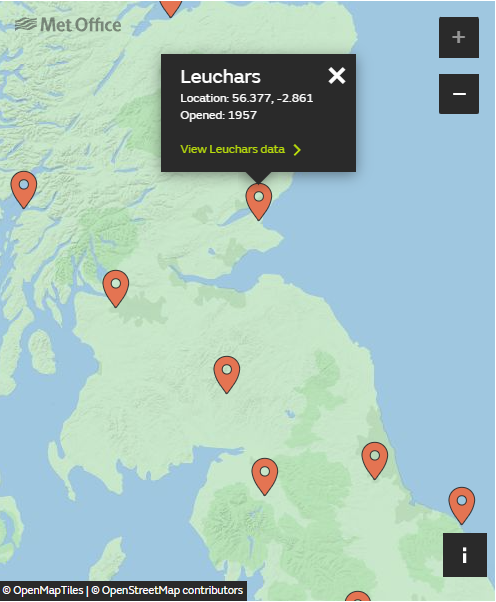 Met Office
+
Leuchars
Location: 56.377, -2.861
Opened: 1957
View Leuchars data
−
i
© OpenMapTiles | © OpenStreetMap contributors